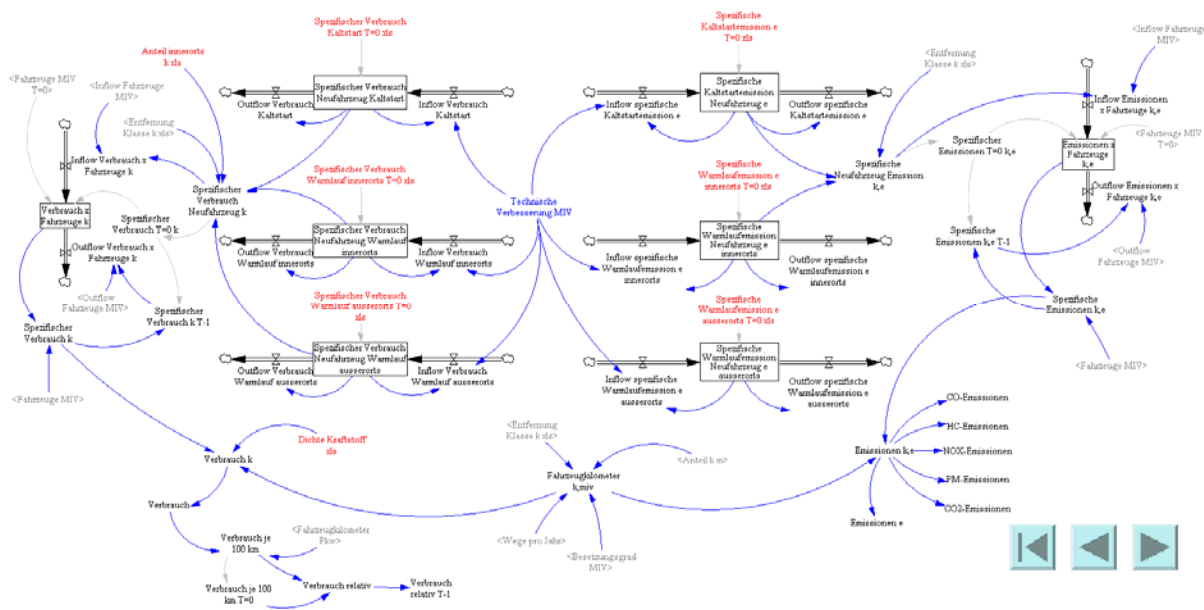 Spezifischer Verbrauch
Kaltstart T=0 xls
Spezifische
Kaltstartemission e
T=0 xls
Anteil innerorts
k xls
<Fahrzeuge MIV
T=0>
<Inflow Fahrzeuge
MIV>
<Entfernung
Klasse k xls>
Spezifischer Verbrauch
Neufahrzeug Kaltstart
Outflow Verbrauch
Kaltstart
Inflow Verbrauch
Kaltstart
Spezifische
Kaltstartemission
Neufahrzeug e
Inflow spezifische
Kaltstartemission e
Outflow spezifische
Kaltstartemission e
<Entfernung
Klasse k xls>
<Inflow Fahrzeuge
MIV>
Inflow Emissionen
x Fahrzeuge k,e
Inflow Verbrauch x
Fahrzeuge k
Spezifischer
Verbrauch
Neufahrzeug k
Spezifischer Verbrauch
Warmlauf innerorts
T=0 xls
Technische
Verbesserung MIV
Spezifische
Warmlaufemission e
innerorts T=0 xls
Spezifische
Neufahrzeug Emission
k,e
Spezifische
Emissionen T=0 k,e
Emissionen x
Fahrzeuge
k,e
<Fahrzeuge MIV
T=0>
Verbrauch x
Fahrzeuge k
Spezifischer
Verbrauch T=0 k
Outflow Verbrauch x
Fahrzeuge k
Spezifischer Verbrauch
Neufahrzeug Warmlauf
innerorts
Outflow Verbrauch
Warmlauf innerorts
Inflow Verbrauch
Warmlauf innerorts
Spezifische
Warmlaufemission
Neufahrzeug e
innerorts
Inflow spezifische
Warmlaufemission e
innerorts
Outflow spezifische
Warmlaufemission e
innerorts
Spezifische
Emissionen k,e T-1
Outflow Emissionen x
Fahrzeuge k,e
<Outflow
Fahrzeuge MIV>
<Outflow
Fahrzeuge MIV>
Spezifischer
Verbrauch k T-1
Spezifischer
Verbrauch k
Spezifischer Verbrauch
Warmlauf ausserorts T=0
xls
Spezifische
Warmlaufemission e
ausserorts T=0 xls
Spezifische
Emissionen k,e
Spezifischer Verbrauch
Neufahrzeug Warmlauf
ausserorts
Outflow Verbrauch
Warmlauf ausserorts
Inflow Verbrauch
Warmlauf ausserorts
Spezifische
Warmlaufemission
Neufahrzeug e
ausserorts
Inflow spezifische
Warmlaufemission e
ausserorts
Outflow spezifische
Warmlaufemission e
ausserorts
<Fahrzeuge MIV>
<Fahrzeuge MIV>
Dichte Kraftstoff
xls
Verbrauch k
<Entfernung
Klasse k xls>
<Anteil k m>
Fahrzeugkilometer
k,miv
Emissionen k,e
CO-Emissionen
HC-Emissionen
NOX-Emissionen
PM-Emissionen
CO2-Emissionen
Emissionen e
Verbrauch
<Fahrzeugkilometer
Pkw>
<Wege pro Jahr>
<Besetzungsgrad
MIV>
Verbrauch je
100 km
Verbrauch je 100
km T=0
Verbrauch relativ
Verbrauch
relativ T-1